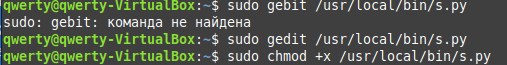 qwerty@qwerty-VirtualBox:~$ sudo gebit /usr/local/bin/s.py
sudo: gebit: команда не найдена
qwerty@qwerty-VirtualBox:~$ sudo gedit /usr/local/bin/s.py
qwerty@qwerty-VirtualBox:~$ sudo chmod +x /usr/local/bin/s.py